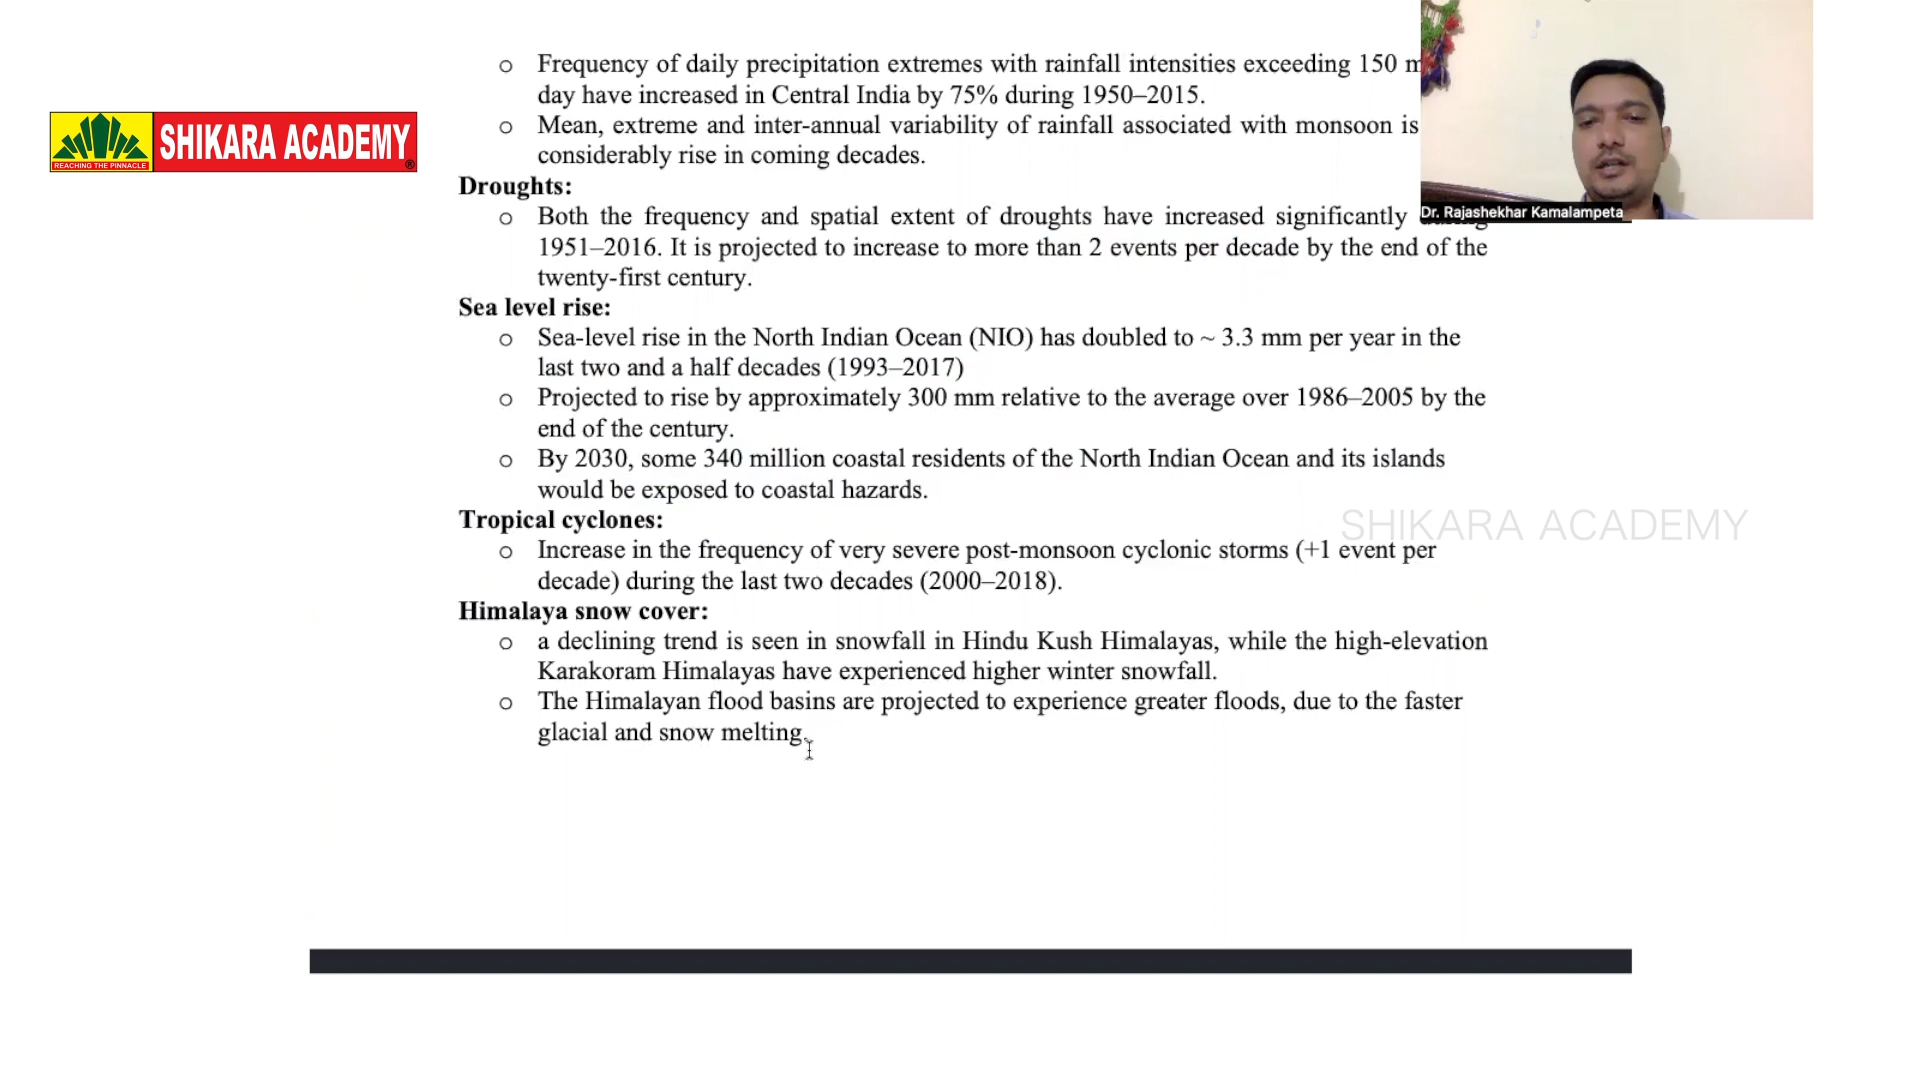 Frequency of daily precipitation extremes with rainfall intensities exceeding 150
day have increased in Central India by 75% during 1950–2015.
Mean, extreme and inter-annual variability of rainfall associated with monsoon is
considerably rise in coming decades.
SHIKARA ACADEMY
REACHING THE PINNACLE
Droughts:
Both the frequency and spatial extent of droughts have increased significantly
Dr. Rajashekhar Kamalampeta
1951–2016. It is projected to increase to more than 2 events per decade by the end of the
twenty-first century.
Sea level rise:
Sea-level rise in the North Indian Ocean (NIO) has doubled to ~ 3.3 mm per year in the
last two and a half decades (1993–2017)
Projected to rise by approximately 300 mm relative to the average over 1986–2005 by the
end of the century.
By 2030, some 340 million coastal residents of the North Indian Ocean and its islands
would be exposed to coastal hazards.
Tropical cyclones:
SHIKARA ACADEMY
Increase in the frequency of very severe post-monsoon cyclonic storms (+1 event per
decade) during the last two decades (2000–2018).
Himalaya snow cover:
a declining trend is seen in snowfall in Hindu Kush Himalayas, while the high-elevation
Karakoram Himalayas have experienced higher winter snowfall.
The Himalayan flood basins are projected to experience greater floods, due to the faster
glacial and snow melting.